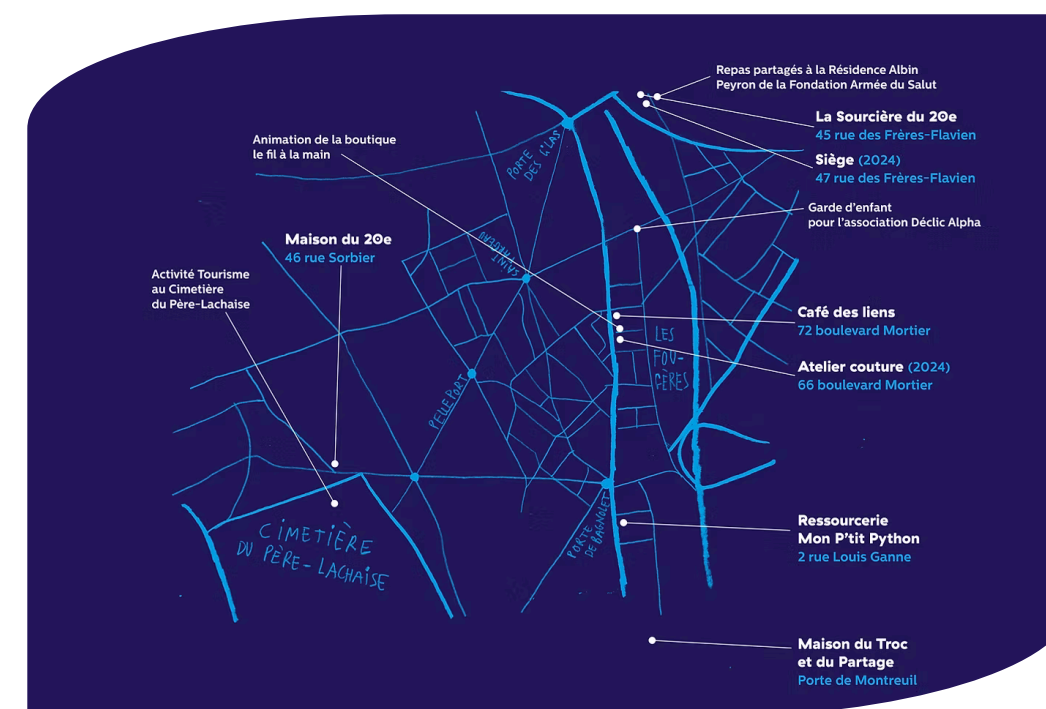 Repas partagés à la Résidence Albin
Peyron de la Fondation Armée du Salut
La Sourcière du 20e
45 rue des Frères-Flavien
Siège (2024)
47 rue des Frères-Flavien
Animation de la boutique
le fil à la main
PORTE
DES LILAS
Garde d'enfant
pour l'association Déclic Alpha
Maison du 20e
46 rue Sorbier
SAINT
FARGEAU
Activité Tourisme
au Cimetière
du Père-Lachaise
Café des liens
72 boulevard Mortier
LES
FOU-
GÈRES
Atelier couture (2024)
66 boulevard Mortier
PELLEPORT
CIMETIÈRE
DU PÈRE-LACHAISE
PORTE
DE BAGNOLET
Ressourcerie
Mon P'tit Python
2 rue Louis Ganne
Maison du Troc
et du Partage
Porte de Montreuil